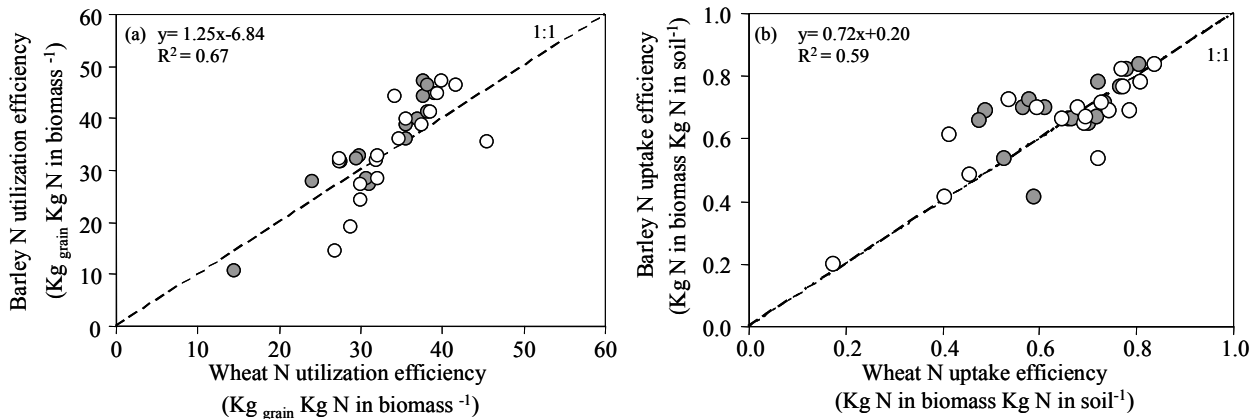 (a) y= 1.25x-6.84
R² = 0.67
1:1
Barley N utilization efficiency
(Kg grain Kg N in biomass ⁻¹)
60
50
40
30
20
10
0
0 10 20 30 40 50 60
Wheat N utilization efficiency
(Kg grain Kg N in biomass ⁻¹)
(b) y= 0.72x+0.20
R² = 0.59
1:1
Barley N uptake efficiency
(Kg N in biomass Kg N in soil⁻¹)
1.0
0.8
0.6
0.4
0.2
0.0
0.0 0.2 0.4 0.6 0.8 1.0
Wheat N uptake efficiency
(Kg N in biomass Kg N in soil⁻¹)